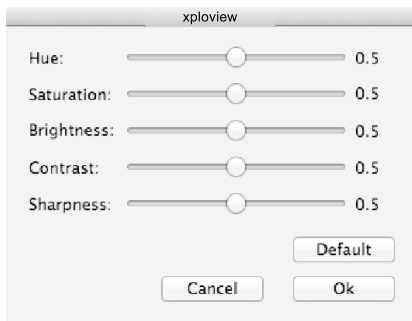 xploview
Hue: 0.5
Saturation: 0.5
Brightness: 0.5
Contrast: 0.5
Sharpness: 0.5
Default
Cancel Ok